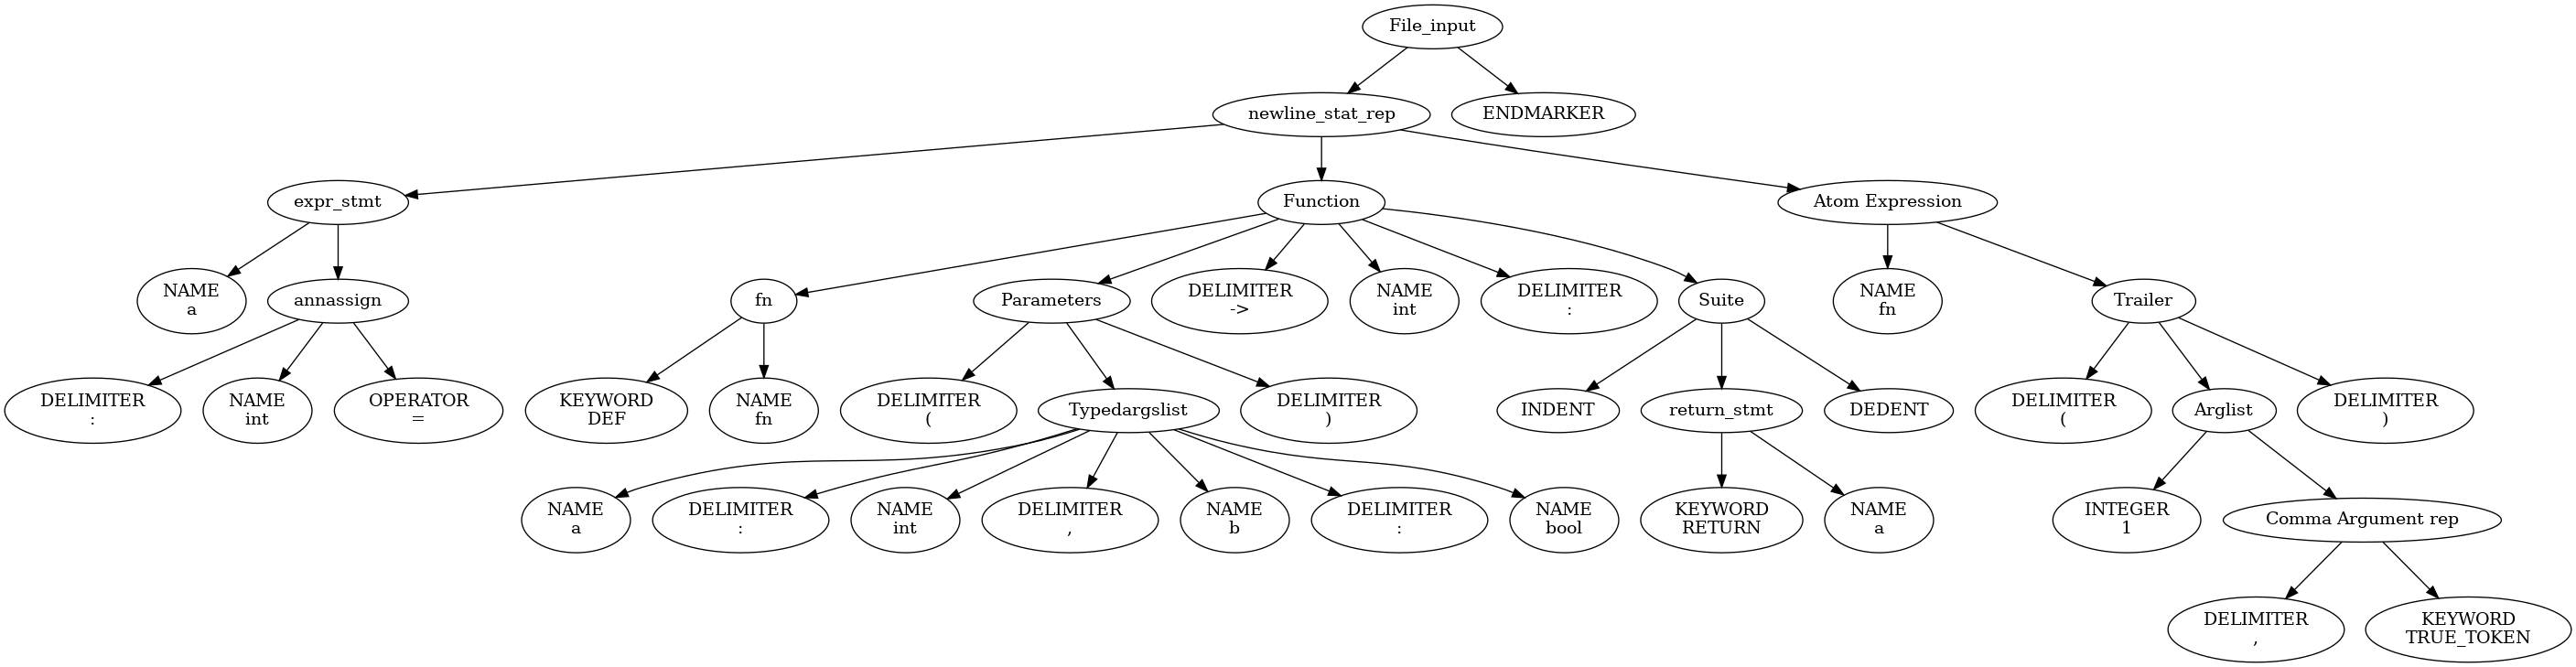 File_input
newline_stat_rep
ENDMARKER
expr_stmt
Function
Atom Expression
NAME
a
annassign
fn
Parameters
DELIMITER
->
NAME
int
DELIMITER
:
Suite
NAME
fn
Trailer
DELIMITER
:
NAME
int
OPERATOR
=
KEYWORD
DEF
NAME
fn
DELIMITER
(
Typedargslist
DELIMITER
)
INDENT
return_stmt
DEDENT
DELIMITER
(
Arglist
DELIMITER
)
NAME
a
DELIMITER
:
NAME
int
DELIMITER
,
NAME
b
DELIMITER
:
NAME
bool
KEYWORD
RETURN
NAME
a
INTEGER
1
Comma Argument rep
DELIMITER
,
KEYWORD
TRUE_TOKEN